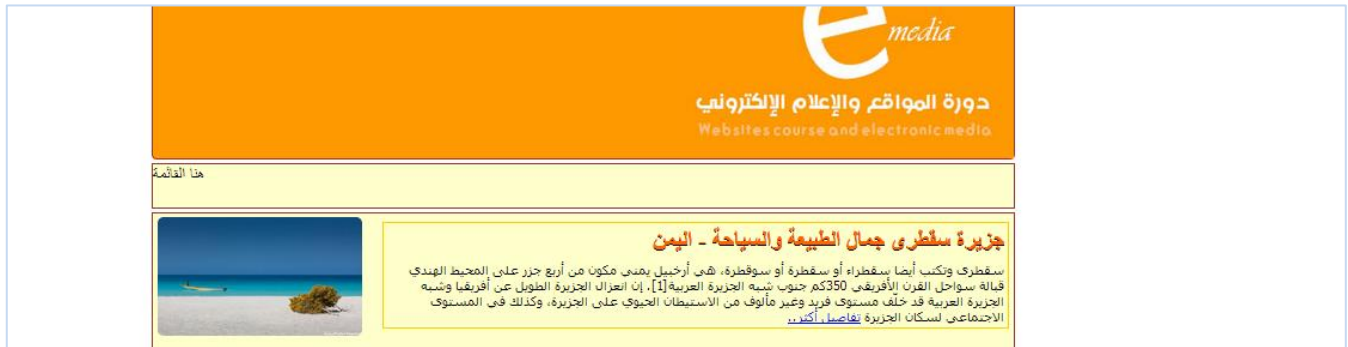 e
media
دورة المواقع والإعلام الإلكتروني
Websites course and electronic media
هنا القائمة
جزيرة سقطرى جمال الطبيعة والسياحة - اليمن
سقطرى وتكتب أيضا سقطراء أو سقطرة أو سوقطرة، هي أرخبيل يمني مكون من أربع جزر على المحيط الهندي
قبالة سواحل القرن الأفريقي 350كم جنوب شبه الجزيرة العربية[1]. إن انعزال الجزيرة الطويل عن أفريقيا وشبه
الجزيرة العربية قد خلّف مستوى فريد وغير مألوف من الاستيطان الحيوي على الجزيرة، وكذلك في المستوى
الاجتماعي لسكان الجزيرة تفاصيل أكثر..